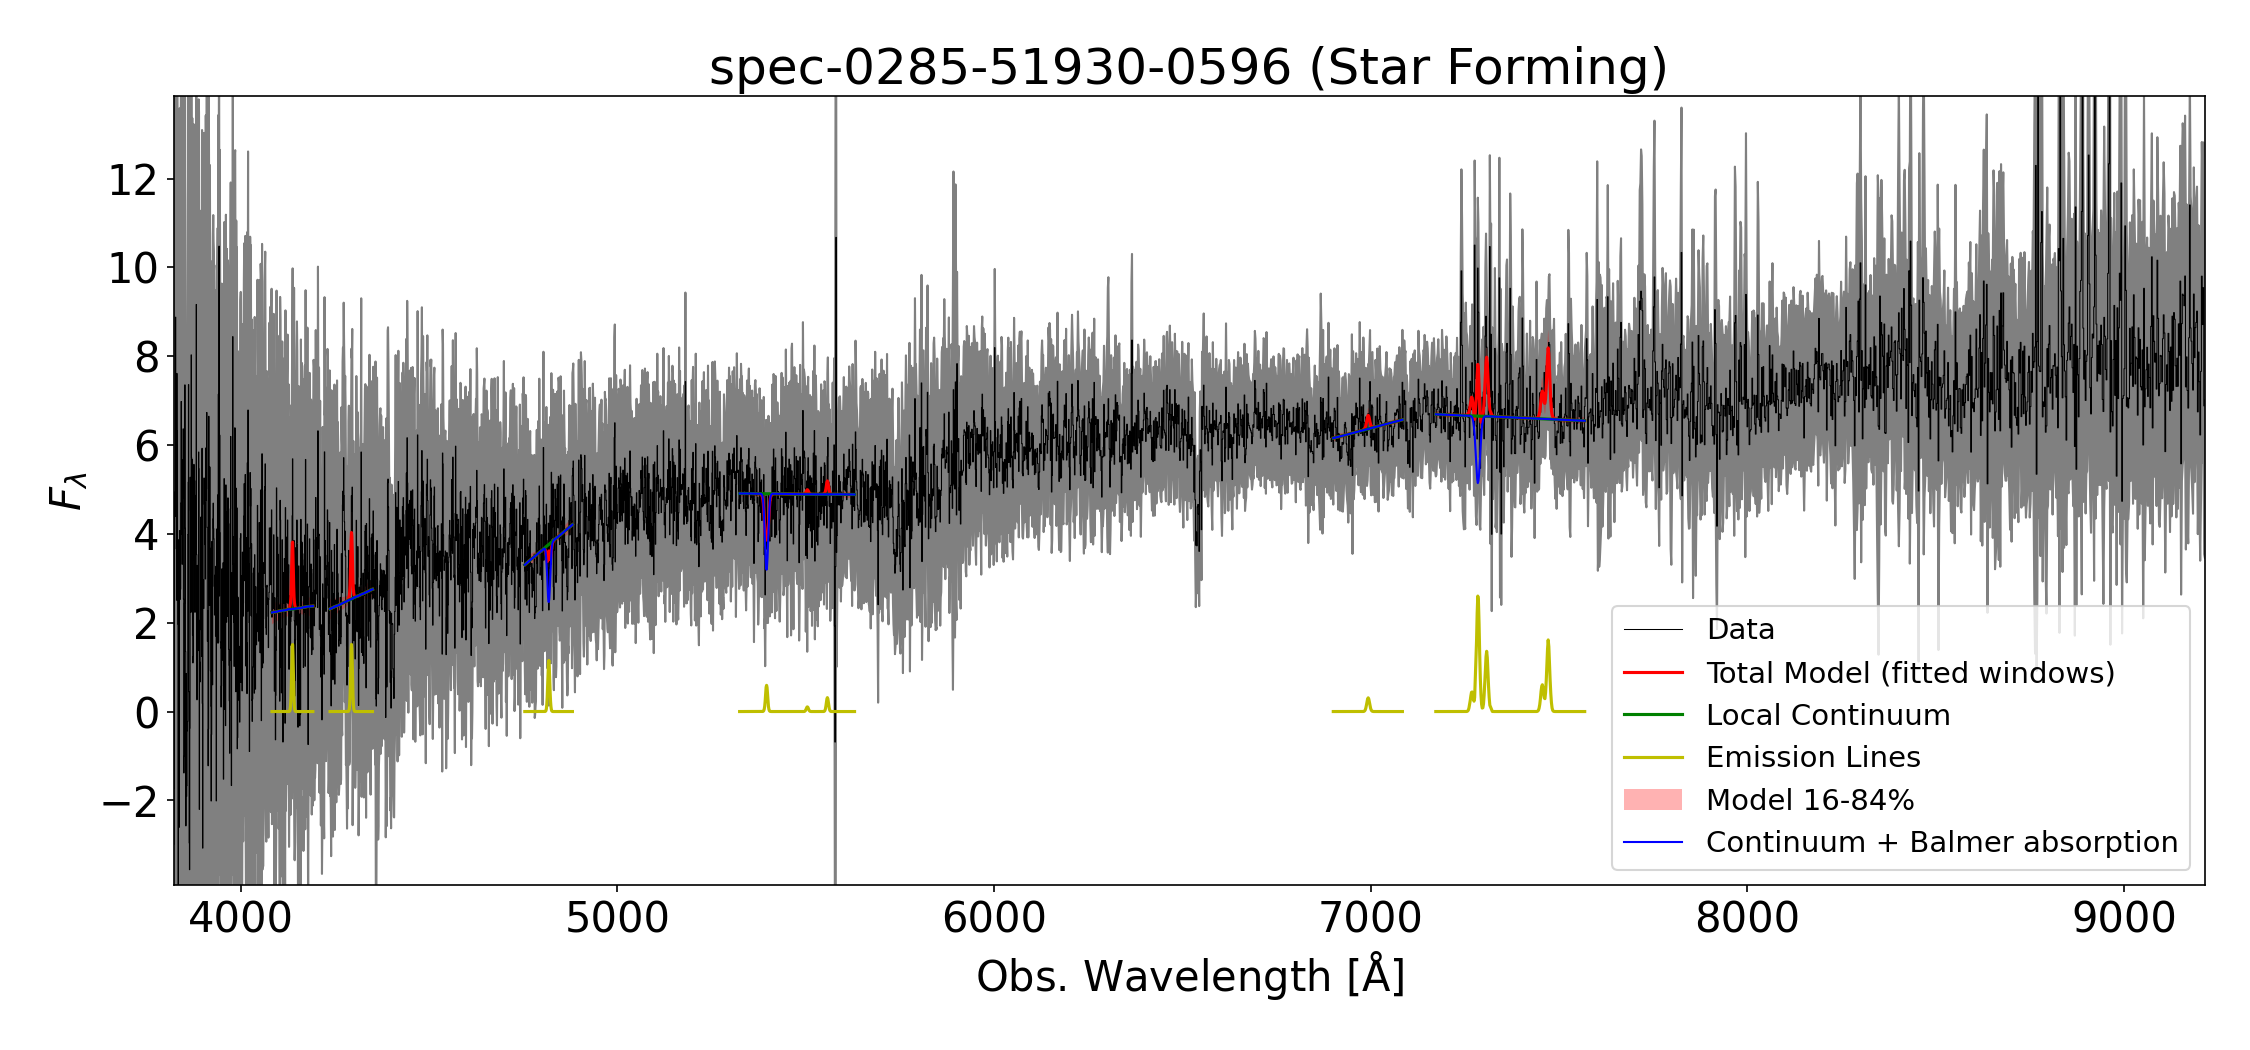 spec-0285-51930-0596 (Star Forming)
12
10
8
6
4
2
0
−2
Fλ
4000 5000 6000 7000 8000 9000
Obs. Wavelength [Å]
Data
Total Model (fitted windows)
Local Continuum
Emission Lines
Model 16-84%
Continuum + Balmer absorption